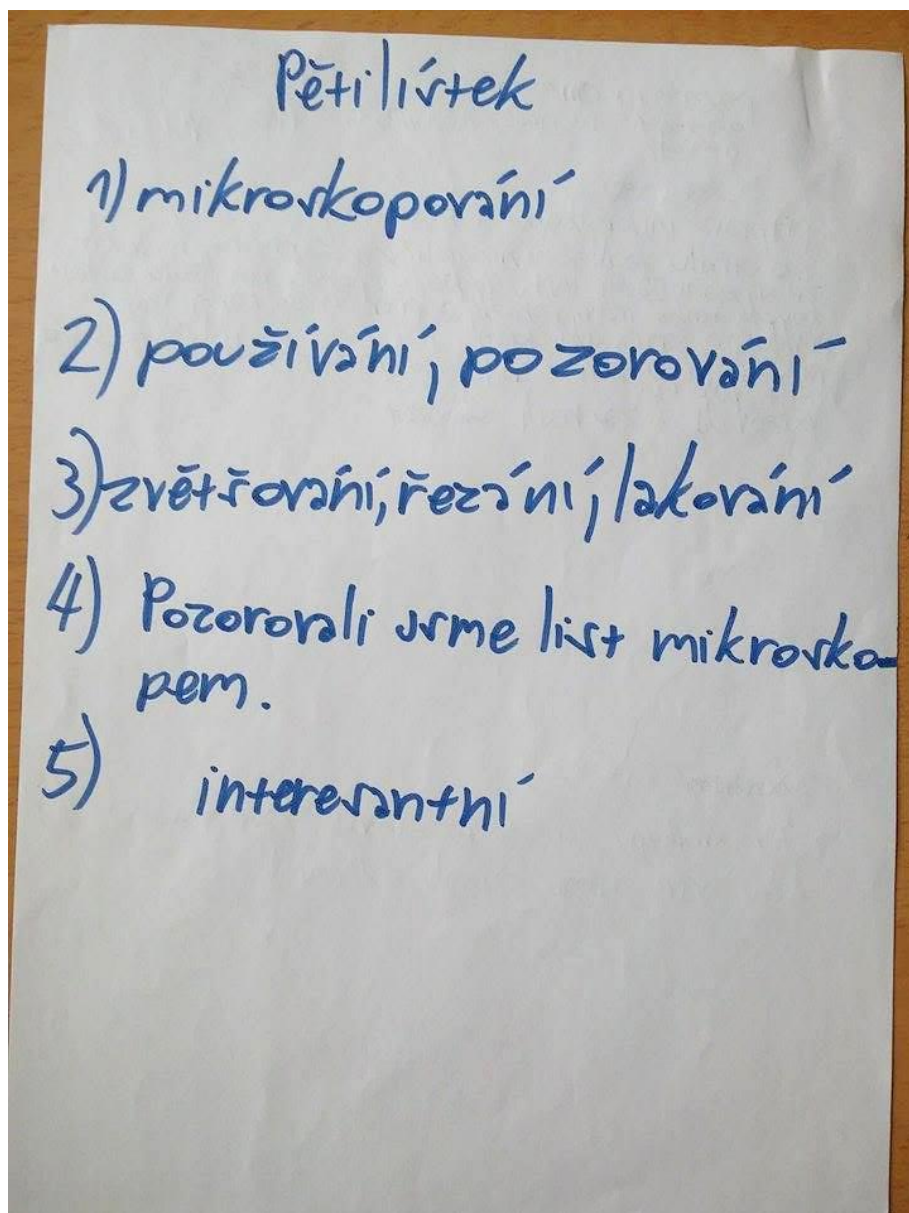 Pětilístek
1) mikroskopování
2) používání, pozorování
3) zvětšování, řezání, lakování
4) Pozorovali jsme list mikrosko-
pem.
5) interesantní